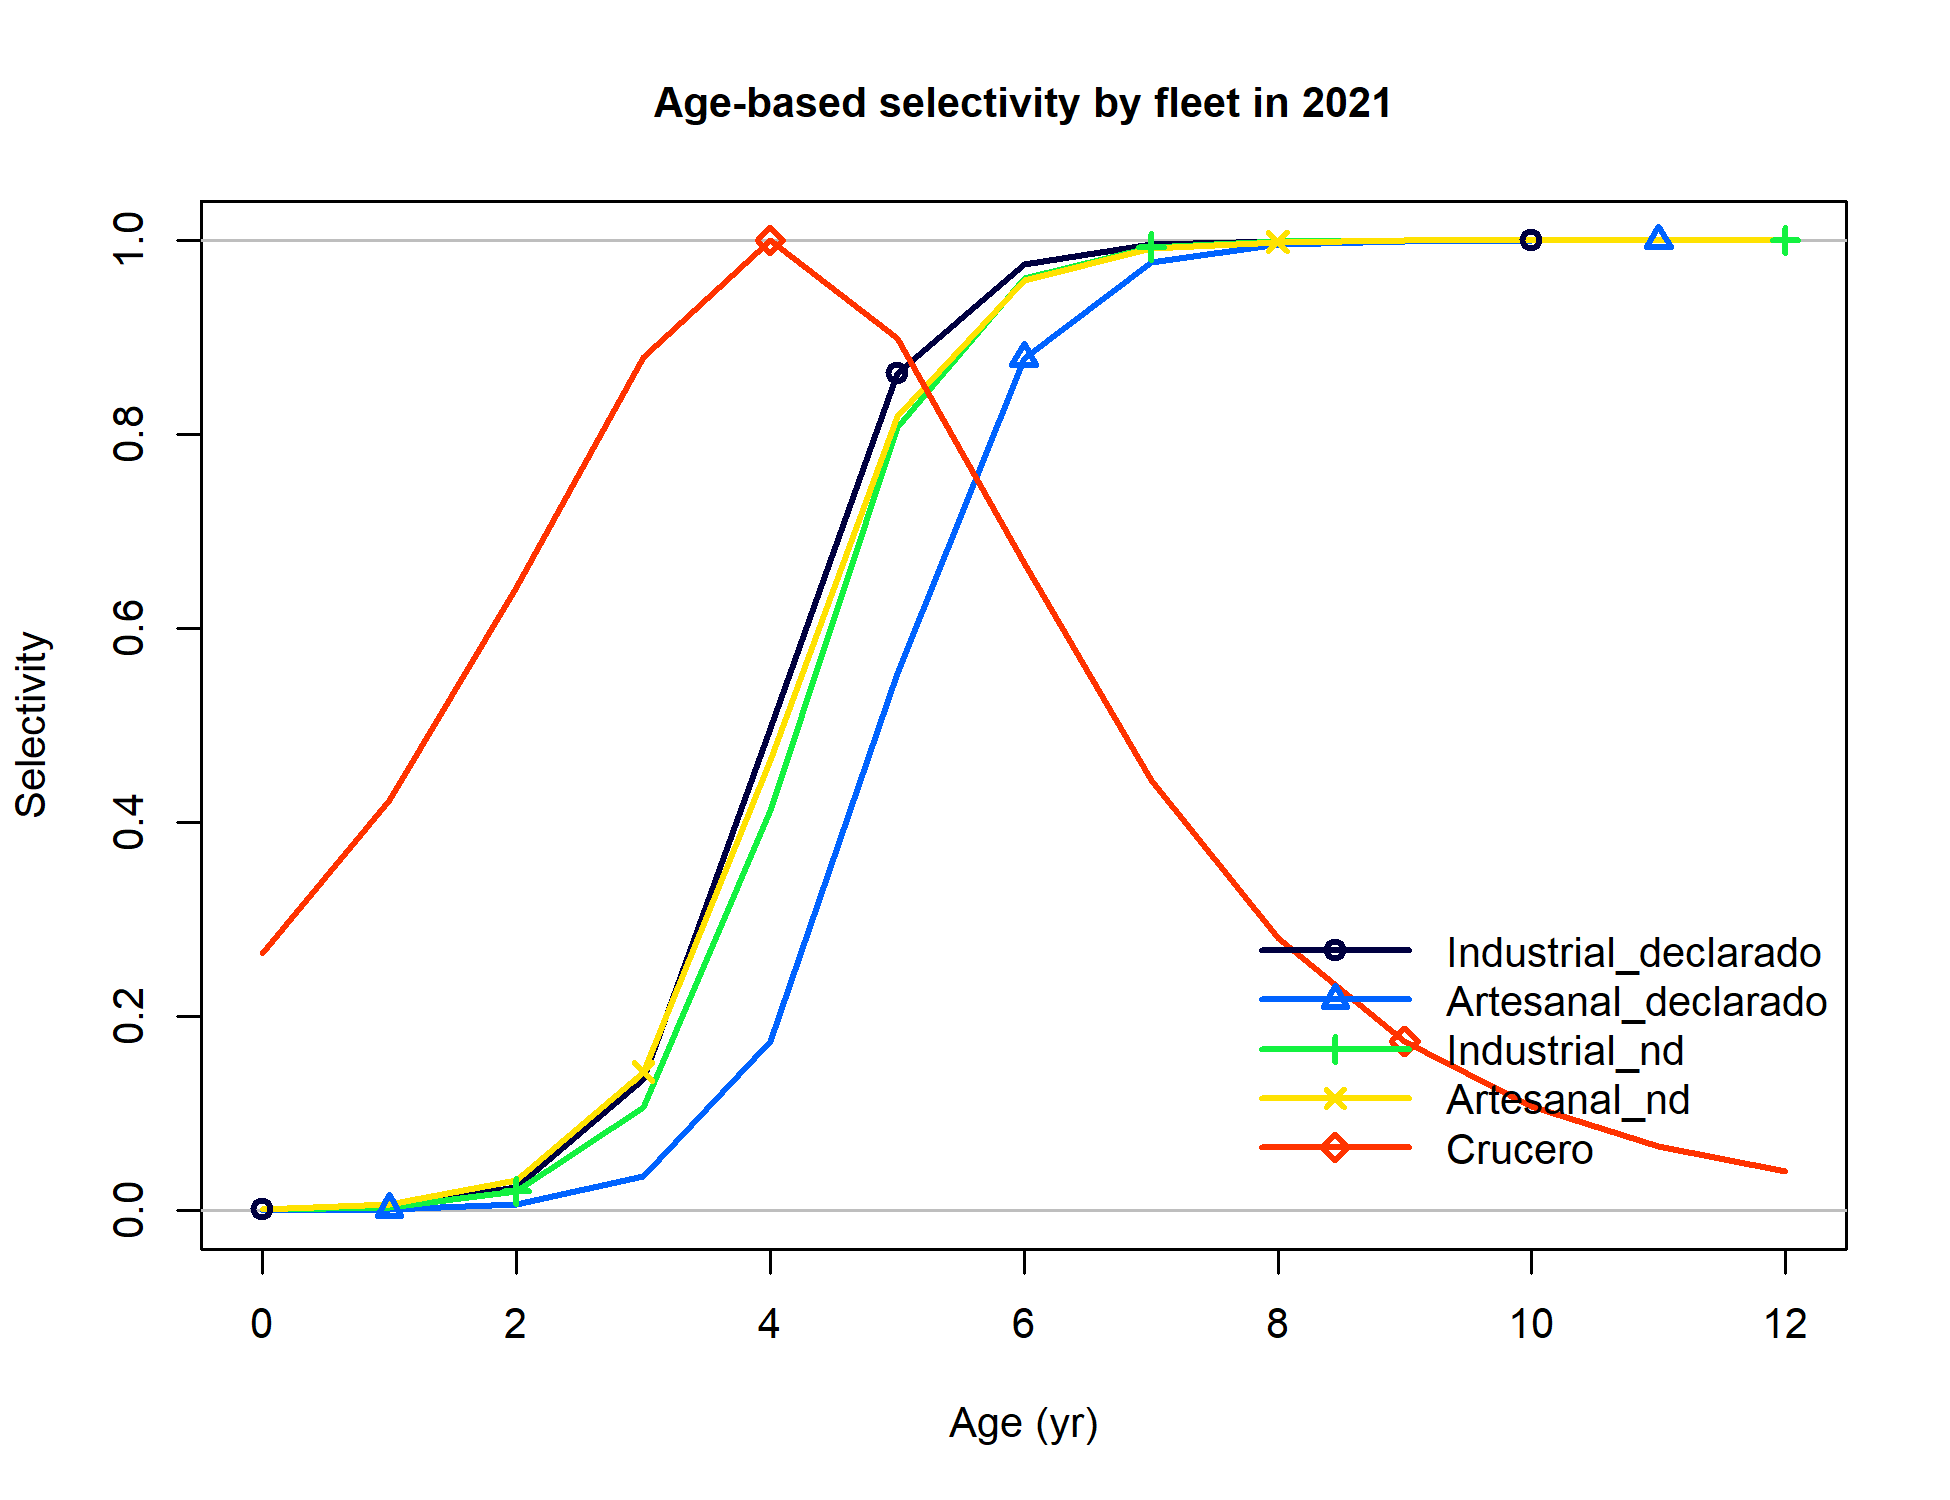 Age-based selectivity by fleet in 2021
1.0
0.8
0.6
0.4
0.2
0.0
Selectivity
Industrial_declarado
Artesanal_declarado
Industrial_nd
Artesanal_nd
Crucero
0 2 4 6 8 10 12
Age (yr)